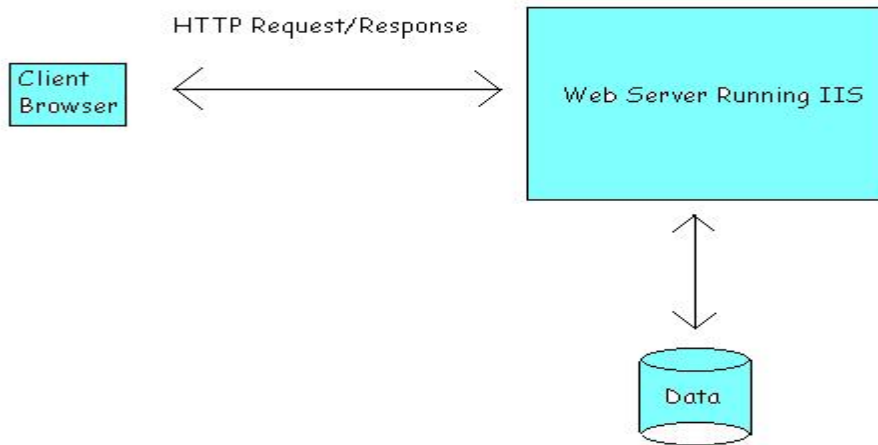 HTTP Request/Response
Client
Browser
Web Server Running IIS
Data